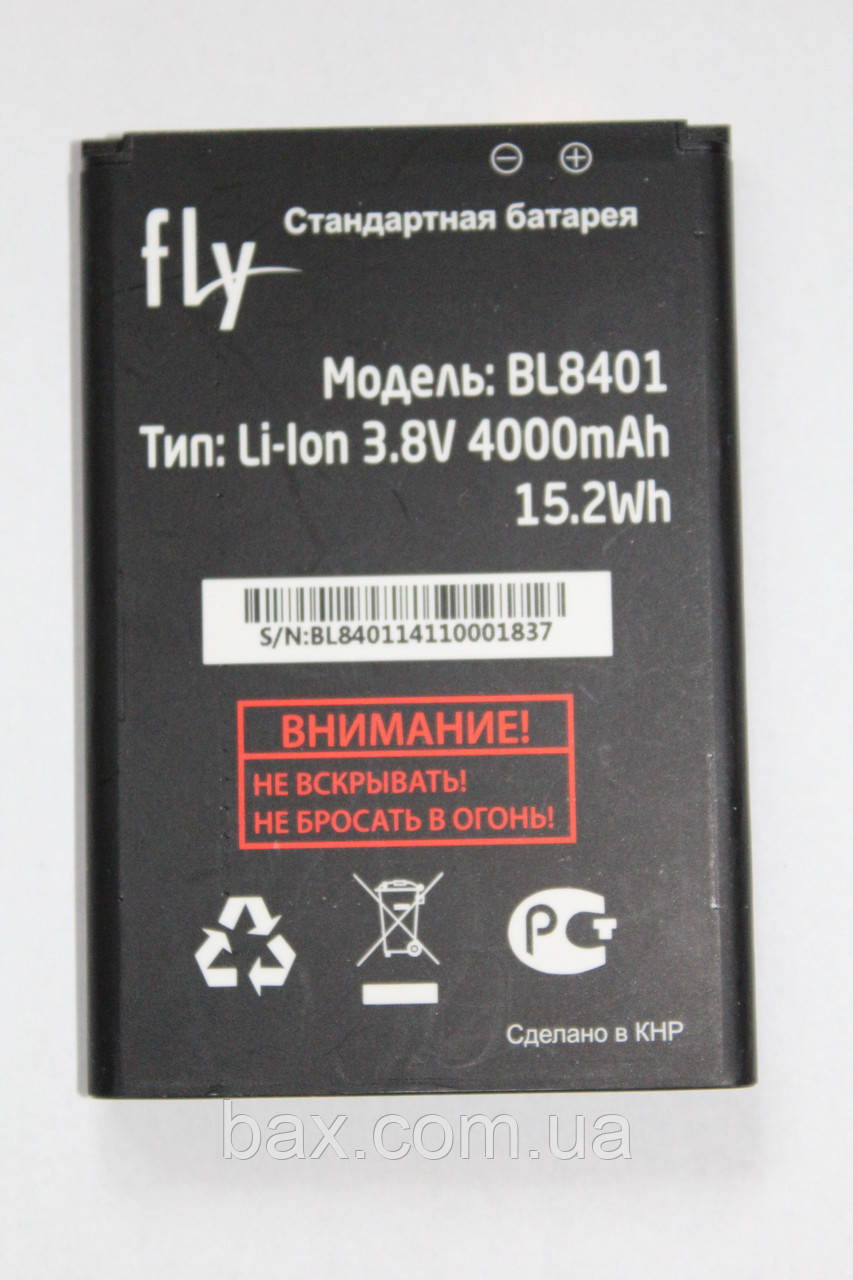 fly
Стандартная батарея
Модель: BL8401
Тип: Li-Ion 3.8V 4000mAh
15.2Wh
S/N:BL840114110001837
ВНИМАНИЕ!
НЕ ВСКРЫВАТЬ!
НЕ БРОСАТЬ В ОГОНЬ!
РСТ
Сделано в КНР
bax.com.ua